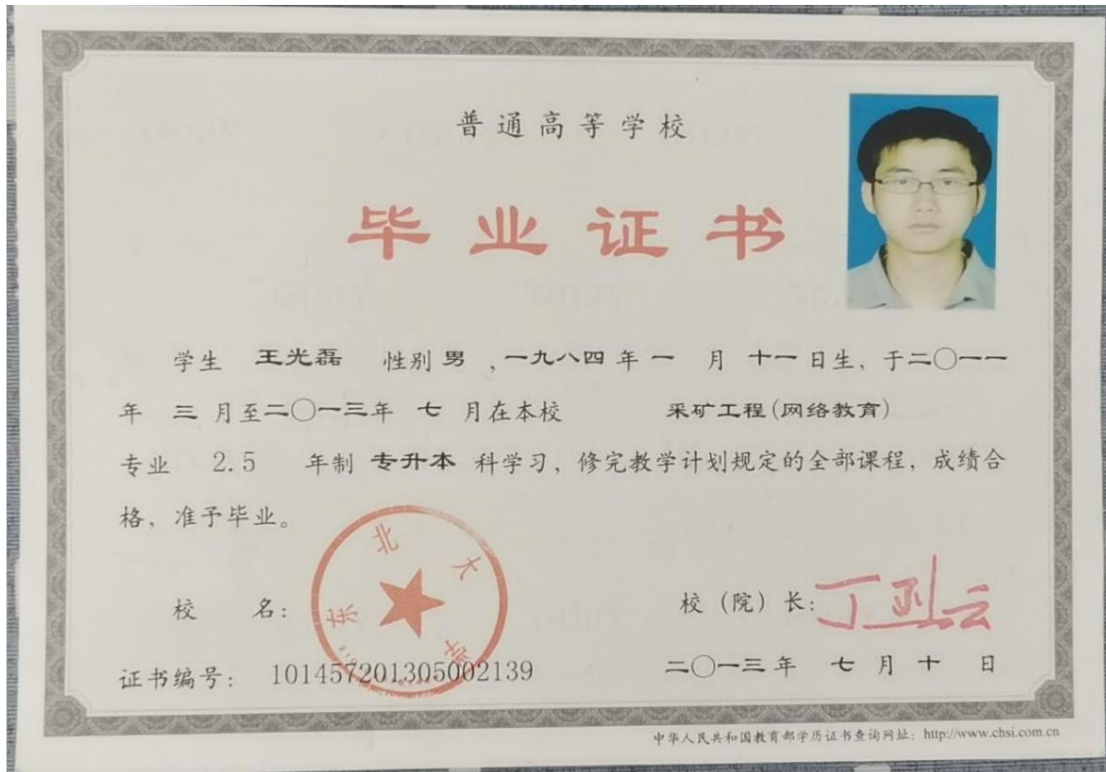 普通高等学校
毕业证书
学生 王光磊 性别 男 ，一九八四 年 一 月 十一 日生，于二〇一一
年 三 月至二〇一三年 七 月在本校 采矿工程(网络教育)
专业 2.5 年制 专升本 科学习，修完教学计划规定的全部课程，成绩合
格，准予毕业。
东北大学
校 名：
校（院）长：丁烈云
证书编号： 101457201305002139
二〇一三年 七 月 十 日
中华人民共和国教育部学历证书查询网址：http://www.chsi.com.cn